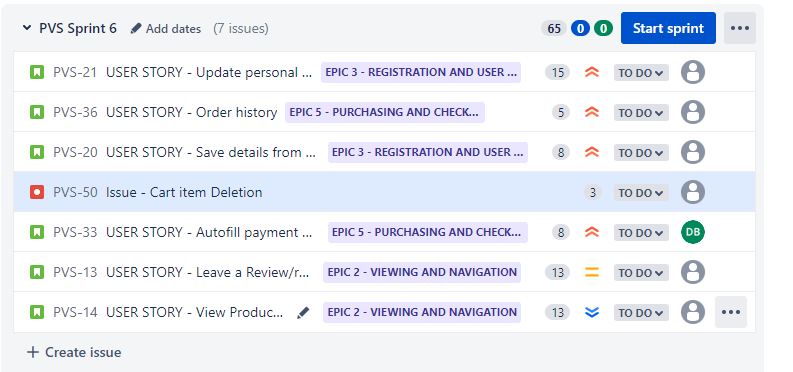 PVS Sprint 6 Add dates (7 issues) 65 0 0 Start sprint
PVS-21 USER STORY - Update personal ... EPIC 3 - REGISTRATION AND USER ... 15 TO DO
PVS-36 USER STORY - Order history EPIC 5 - PURCHASING AND CHECK... 5 TO DO
PVS-20 USER STORY - Save details from ... EPIC 3 - REGISTRATION AND USER ... 8 TO DO
PVS-50 Issue - Cart item Deletion 3 TO DO
PVS-33 USER STORY - Autofill payment ... EPIC 5 - PURCHASING AND CHECK... 8 TO DO DB
PVS-13 USER STORY - Leave a Review/r... EPIC 2 - VIEWING AND NAVIGATION 13 TO DO
PVS-14 USER STORY - View Produc... EPIC 2 - VIEWING AND NAVIGATION 13 TO DO
+ Create issue